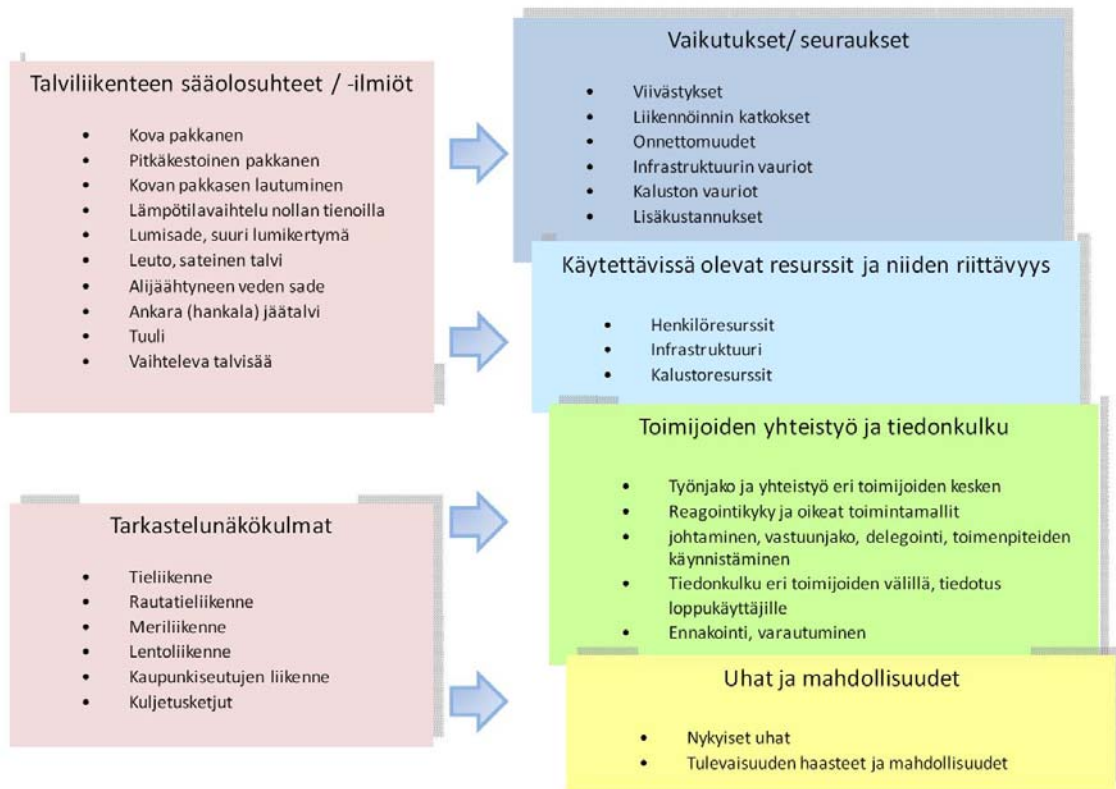 Talviliikenteen sääolosuhteet / -ilmiöt
• Kova pakkanen
• Pitkäkestoinen pakkanen
• Kovan pakkasen lautuminen
• Lämpötilavaihtelu nollan tienoilla
• Lumisade, suuri lumikertymä
• Leuto, sateinen talvi
• Alijäähtyneen veden sade
• Ankara (hankala) jäätalvi
• Tuuli
• Vaihteleva talvisää
Tarkastelunäkökulmat
• Tieliikenne
• Rautatieliikenne
• Meriliikenne
• Lentoliikenne
• Kaupunkiseutujen liikenne
• Kuljetusketjut
Vaikutukset/ seuraukset
• Viivästykset
• Liikennöinnin katkokset
• Onnettomuudet
• Infrastruktuurin vauriot
• Kaluston vauriot
• Lisäkustannukset
Käytettävissä olevat resurssit ja niiden riittävyys
• Henkilöresurssit
• Infrastruktuuri
• Kalustoresurssit
Toimijoiden yhteistyö ja tiedonkulku
• Työnjako ja yhteistyö eri toimijoiden kesken
• Reagointikyky ja oikeat toimintamallit
• johtaminen, vastuunjako, delegointi, toimenpiteiden
käynnistäminen
• Tiedonkulku eri toimijoiden välillä, tiedotus
loppukäyttäjille
• Ennakointi, varautuminen
Uhat ja mahdollisuudet
• Nykyiset uhat
• Tulevaisuuden haasteet ja mahdollisuudet